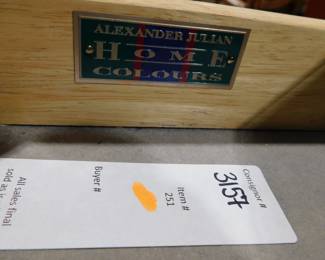 ALEXANDER JULIAN
HOME
COLOURS
Consignor #
3157
Item #
251
Buyer #
All sales final
sold as is